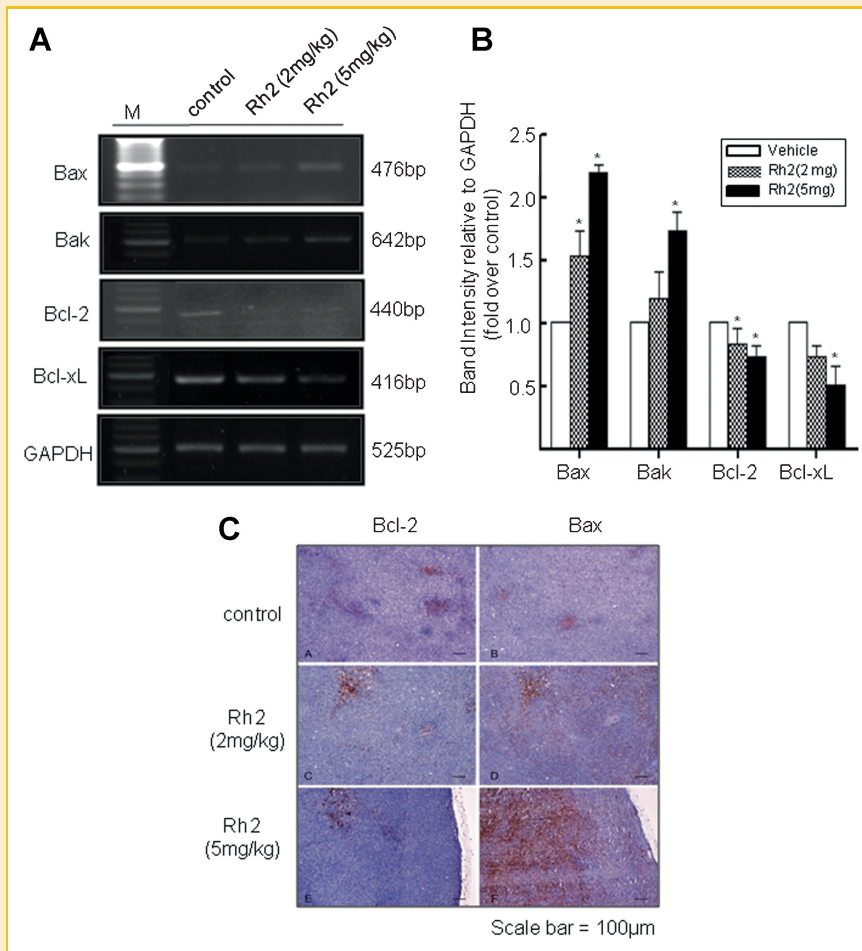 A
M
control
Rh2 (2mg/kg)
Rh2 (5mg/kg)
Bax
476bp
Bak
642bp
Bcl-2
440bp
Bcl-xL
416bp
GAPDH
525bp
B
Band Intensity relative to GAPDH
(fold over control)
2.5
2.0
1.5
1.0
0.5
Vehicle
Rh2(2 mg)
Rh2(5mg)
*
*
*
*
*
*
Bax
Bak
Bcl-2
Bcl-xL
C
Bcl-2
Bax
control
A
B
Rh2
(2mg/kg)
C
D
Rh2
(5mg/kg)
E
F
Scale bar = 100µm